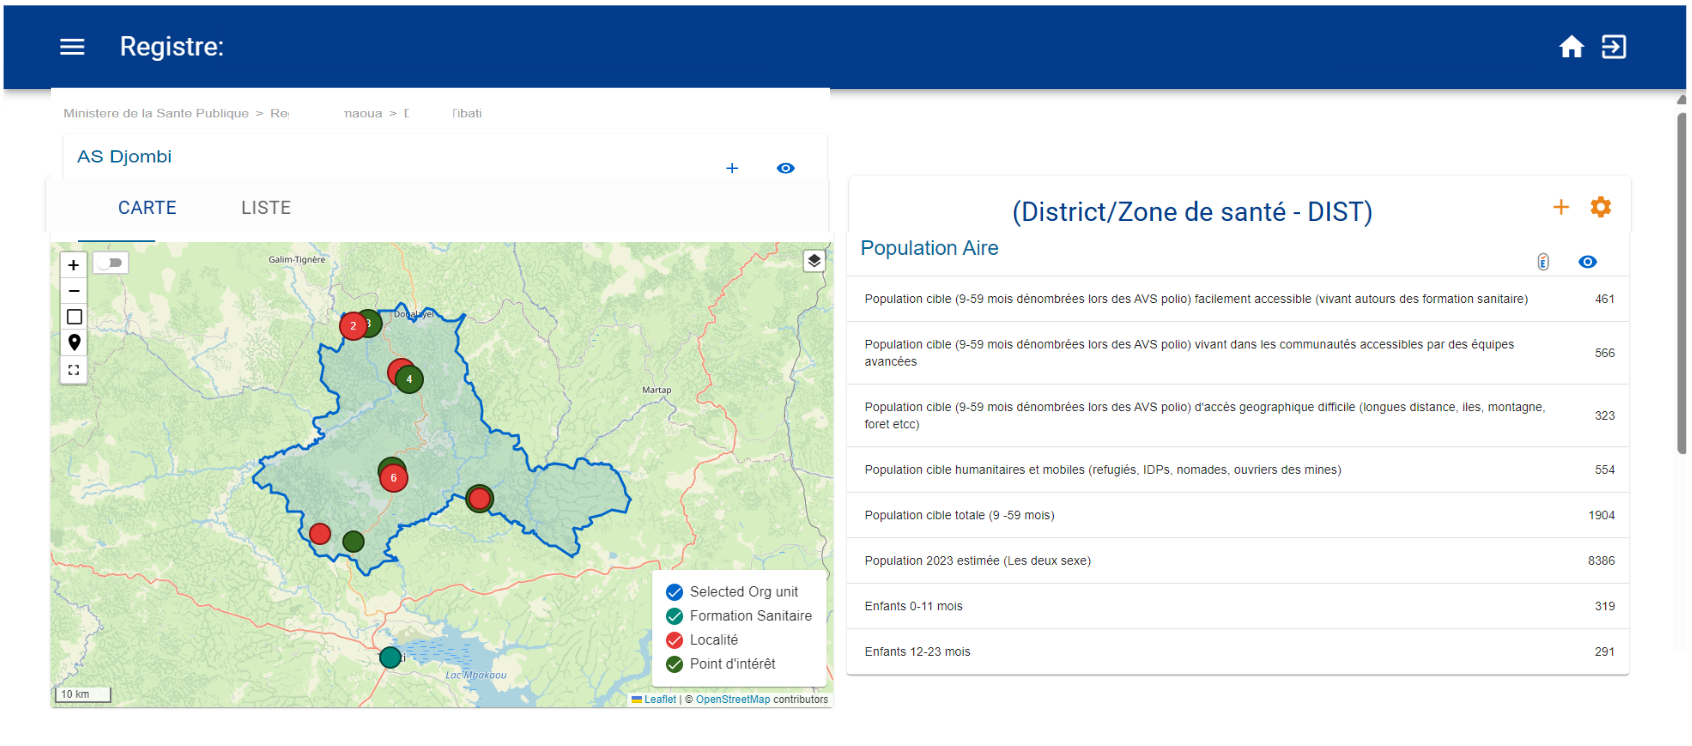 Registre:
Ministere de la Sante Publique > Re maoua > ibati
AS Djombi
CARTE LISTE
(District/Zone de santé - DIST)
Population Aire
Population cible (9-59 mois dénombrées lors des AVS polio) facilement accessible (vivant autours des formation sanitaire) 461
Population cible (9-59 mois dénombrées lors des AVS polio) vivant dans les communautés accessibles par des équipes
avancées 566
Population cible (9-59 mois dénombrées lors des AVS polio) d'accès geographique difficile (longues distance, iles, montagne,
foret etcc) 323
Population cible humanitaires et mobiles (refugiés, IDPs, nomades, ouvriers des mines) 554
Population cible totale (9 -59 mois) 1904
Population 2023 estimée (Les deux sexe) 8386
Enfants 0-11 mois 319
Enfants 12-23 mois 291
+
−
Galim-Tignère
Doualayel
2 3
4
Martap
6
Lac Mbakaou
Selected Org unit
Formation Sanitaire
Localité
Point d'intérêt
10 km
Leaflet | © OpenStreetMap contributors